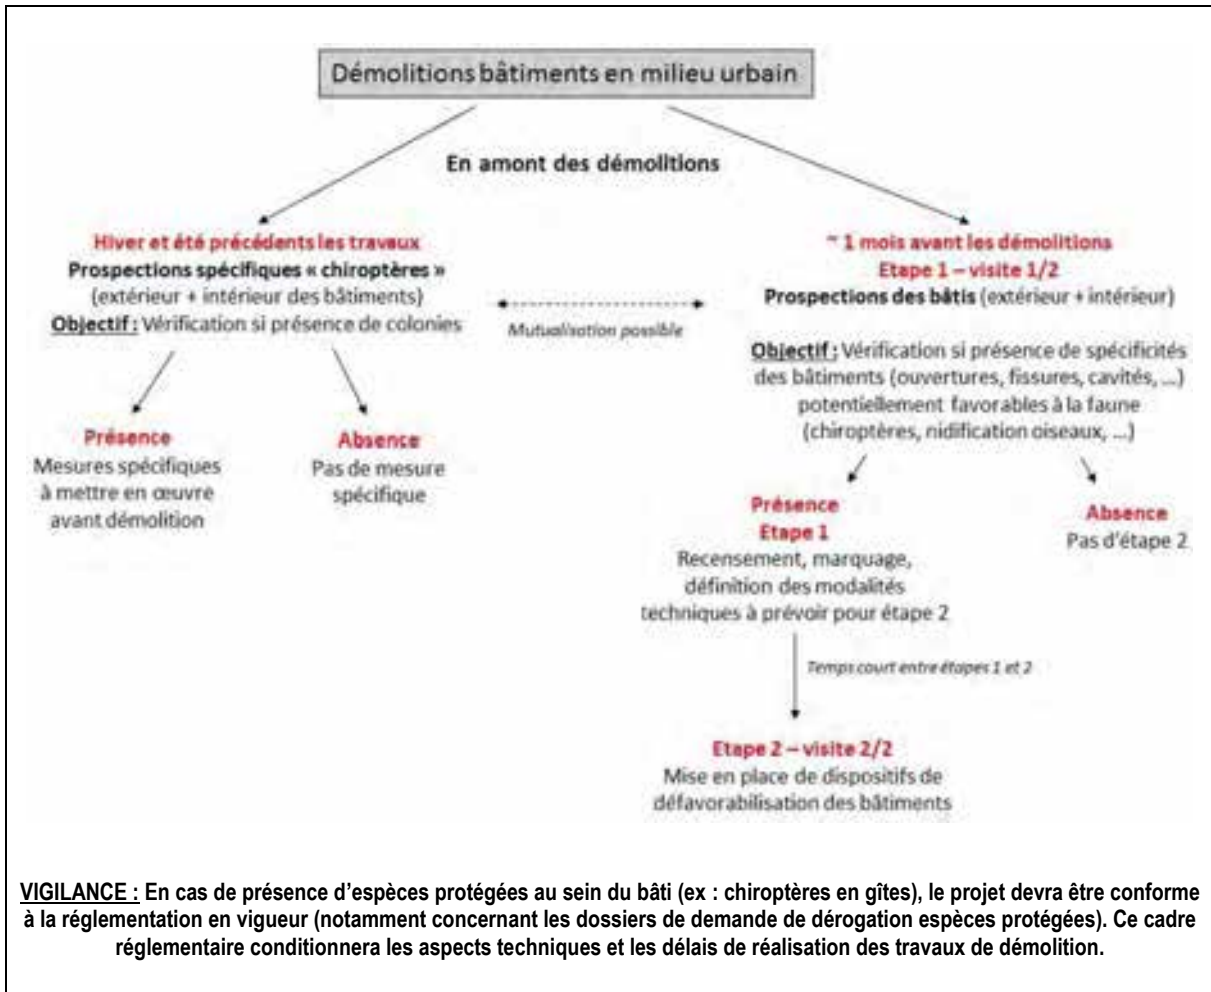 Démolitions bâtiments en milieu urbain
En amont des démolitions
Hiver et été précédents les travaux
Prospections spécifiques « chiroptères »
(extérieur + intérieur des bâtiments)
Objectif : Vérification si présence de colonies
Mutualisation possible
~ 1 mois avant les démolitions
Etape 1 – visite 1/2
Prospections des bâtis (extérieur + intérieur)
Objectif : Vérification si présence de spécificités
des bâtiments (ouvertures, fissures, cavités, ...)
potentiellement favorables à la faune
(chiroptères, nidification oiseaux, ...)
Présence
Mesures spécifiques
à mettre en œuvre
avant démolition
Absence
Pas de mesure
spécifique
Présence
Etape 1
Recensement, marquage,
définition des modalités
techniques à prévoir pour étape 2
Absence
Pas d'étape 2
Temps court entre étapes 1 et 2
Etape 2 – visite 2/2
Mise en place de dispositifs de
défavorabilisation des bâtiments
VIGILANCE : En cas de présence d'espèces protégées au sein du bâti (ex : chiroptères en gîtes), le projet devra être conforme
à la réglementation en vigueur (notamment concernant les dossiers de demande de dérogation espèces protégées). Ce cadre
réglementaire conditionnera les aspects techniques et les délais de réalisation des travaux de démolition.